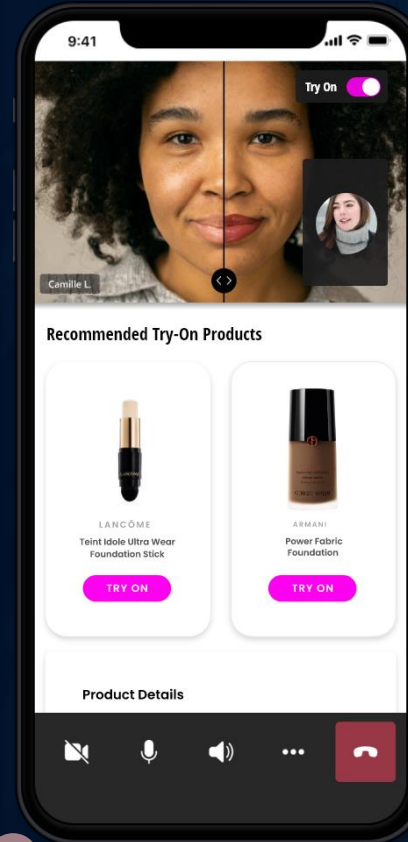 9:41
Try On
Camille L.
Recommended Try-On Products
LANCÔME
Teint Idole Ultra Wear
Foundation Stick
TRY ON
ARMANI
Power Fabric
Foundation
TRY ON
Product Details